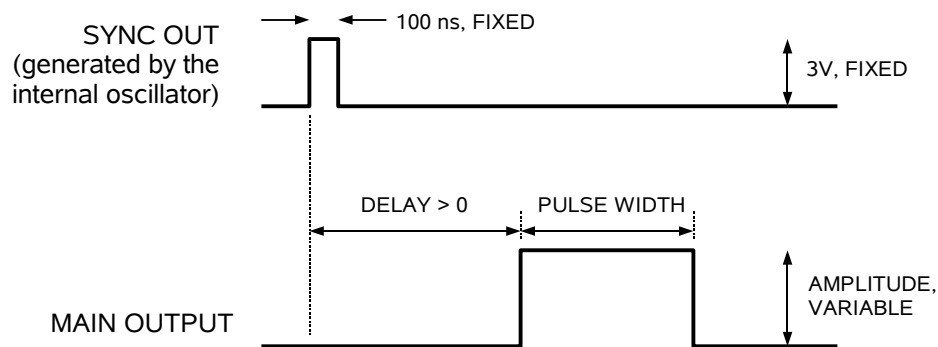 100 ns, FIXED
SYNC OUT
(generated by the
internal oscillator)
3V, FIXED
DELAY > 0
PULSE WIDTH
AMPLITUDE,
VARIABLE
MAIN OUTPUT